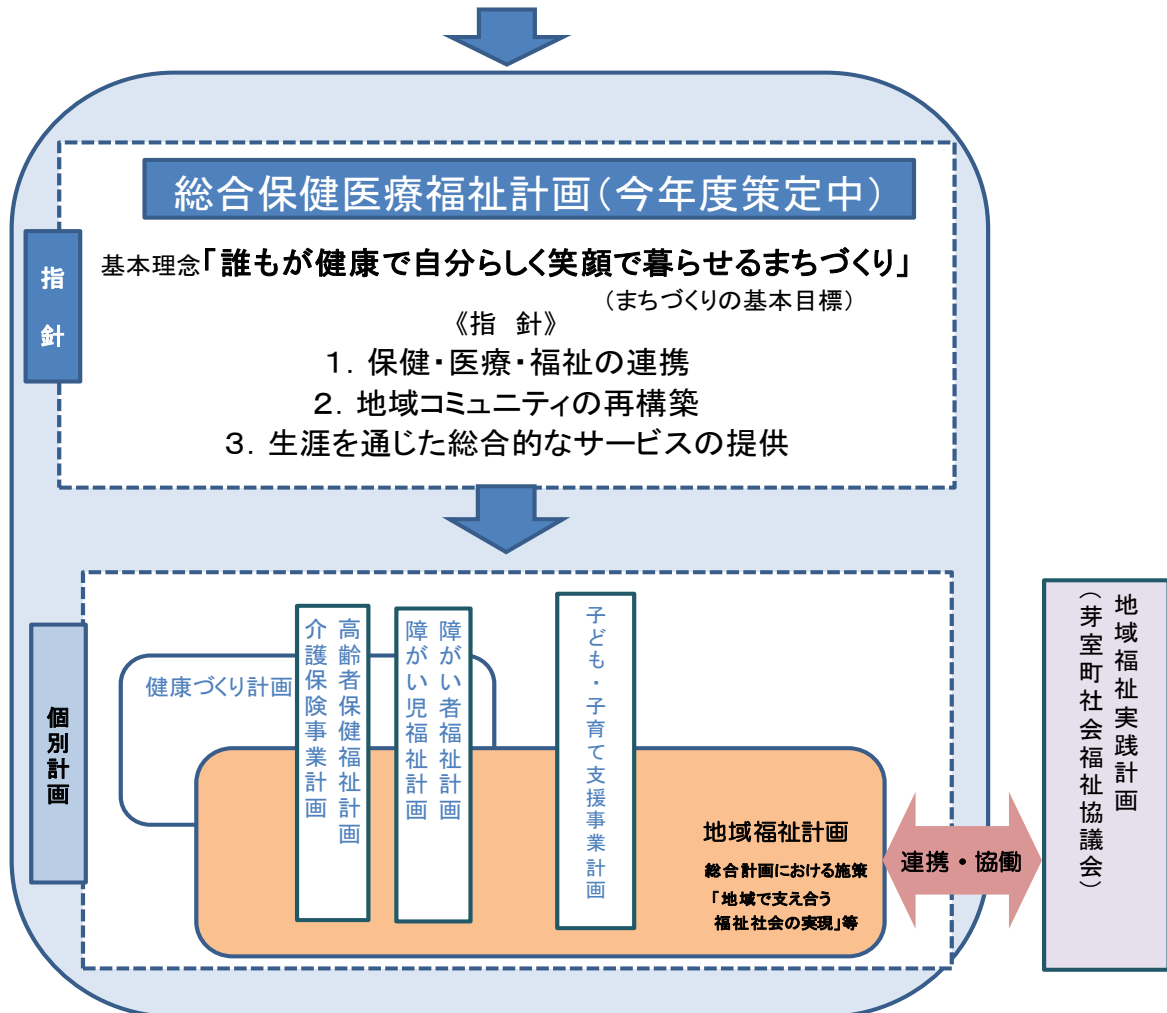 総合保健医療福祉計画(今年度策定中)
指針
基本理念「誰もが健康で自分らしく笑顔で暮らせるまちづくり」
(まちづくりの基本目標)
《指 針》
1. 保健・医療・福祉の連携
2. 地域コミュニティの再構築
3. 生涯を通じた総合的なサービスの提供
個別計画
健康づくり計画
高齢者保健福祉計画
介護保険事業計画
障がい者福祉計画
障がい児福祉計画
子ども・子育て支援事業計画
地域福祉計画
総合計画における施策
「地域で支え合う
福祉社会の実現」等
連携・協働
地域福祉実践計画
(芽室町社会福祉協議会)